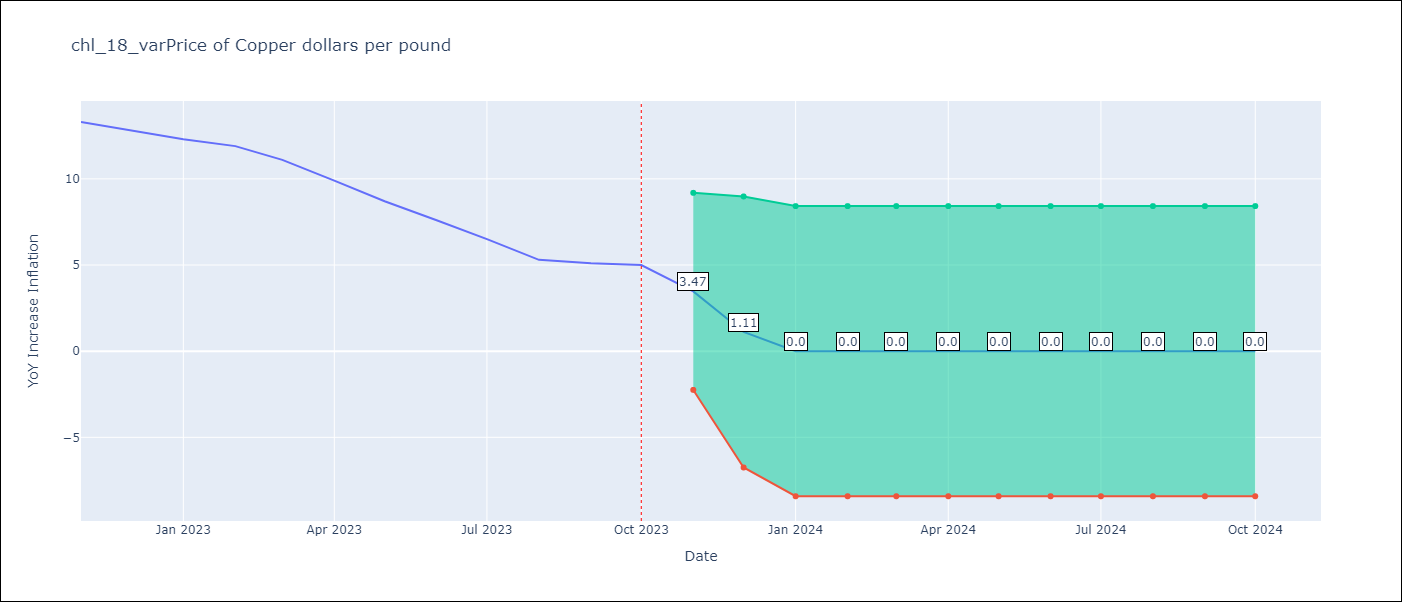 chl_18_varPrice of Copper dollars per pound
YoY Increase Inflation
10
5
0
−5
3.47
1.11
0.0 0.0 0.0 0.0 0.0 0.0 0.0 0.0 0.0 0.0
Jan 2023 Apr 2023 Jul 2023 Oct 2023 Jan 2024 Apr 2024 Jul 2024 Oct 2024
Date